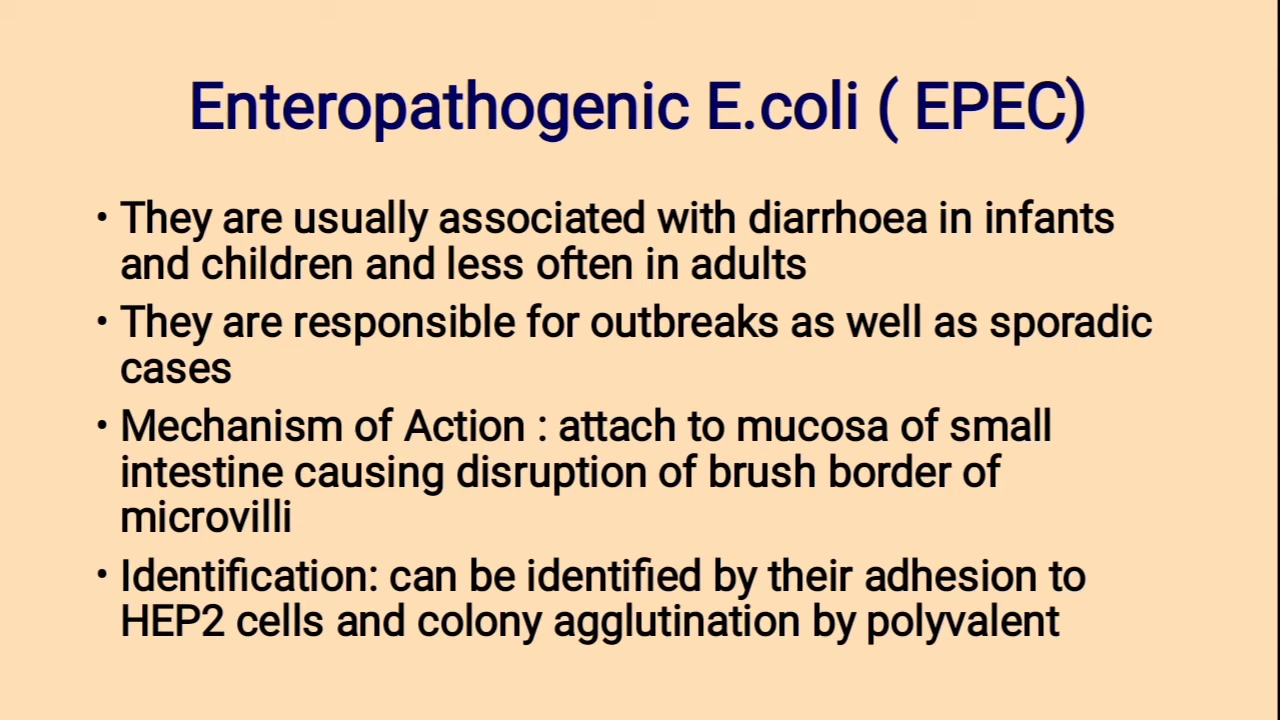 Enteropathogenic E.coli ( EPEC)
• They are usually associated with diarrhoea in infants
and children and less often in adults
• They are responsible for outbreaks as well as sporadic
cases
• Mechanism of Action : attach to mucosa of small
intestine causing disruption of brush border of
microvilli
• Identification: can be identified by their adhesion to
HEP2 cells and colony agglutination by polyvalent